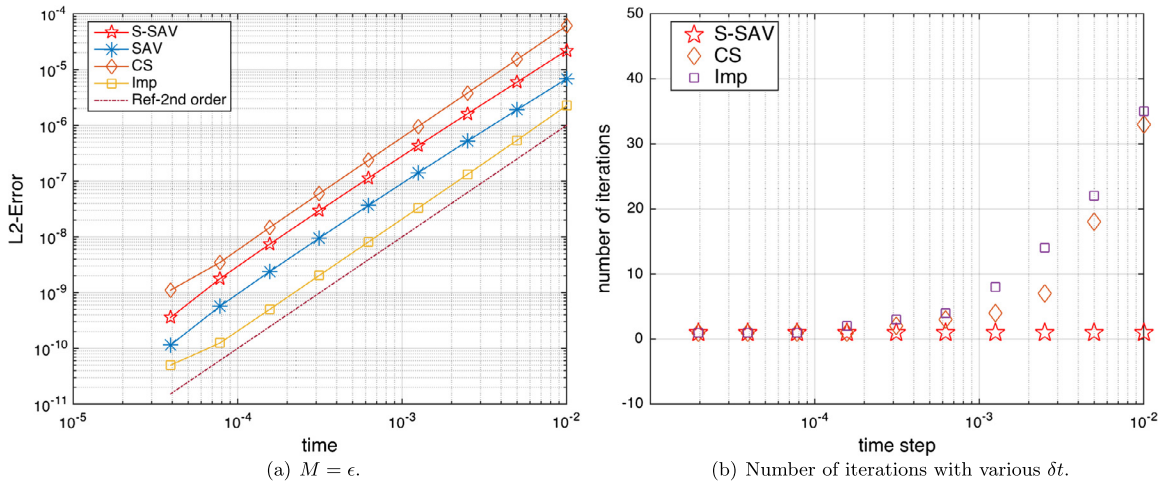 S-SAV
SAV
CS
Imp
Ref-2nd order
10^-4
10^-5
10^-6
10^-7
10^-8
10^-9
10^-10
10^-11
L2-Error
10^-5
10^-4
10^-3
10^-2
time
(a) M = ϵ.
S-SAV
CS
Imp
50
40
30
20
10
0
-10
number of iterations
10^-4
10^-3
10^-2
time step
(b) Number of iterations with various δt.